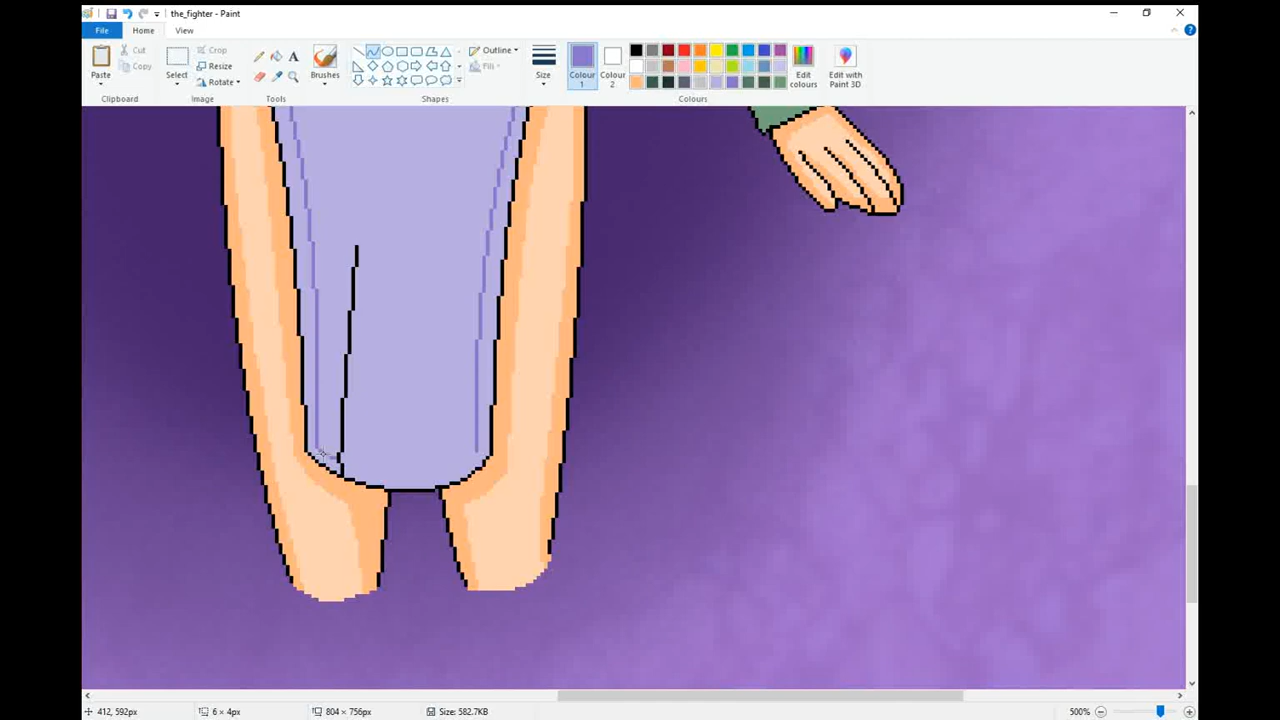 the_fighter - Paint
File Home View
Paste
Cut
Copy
Clipboard
Select
Crop
Resize
Rotate
Image
A
Tools
Brushes
Outline
Fill
Shapes
Size
Colour 1
Colour 2
Edit colours
Edit with Paint 3D
Colours
412, 592px 6 × 4px 804 × 756px Size: 582.7KB 500%